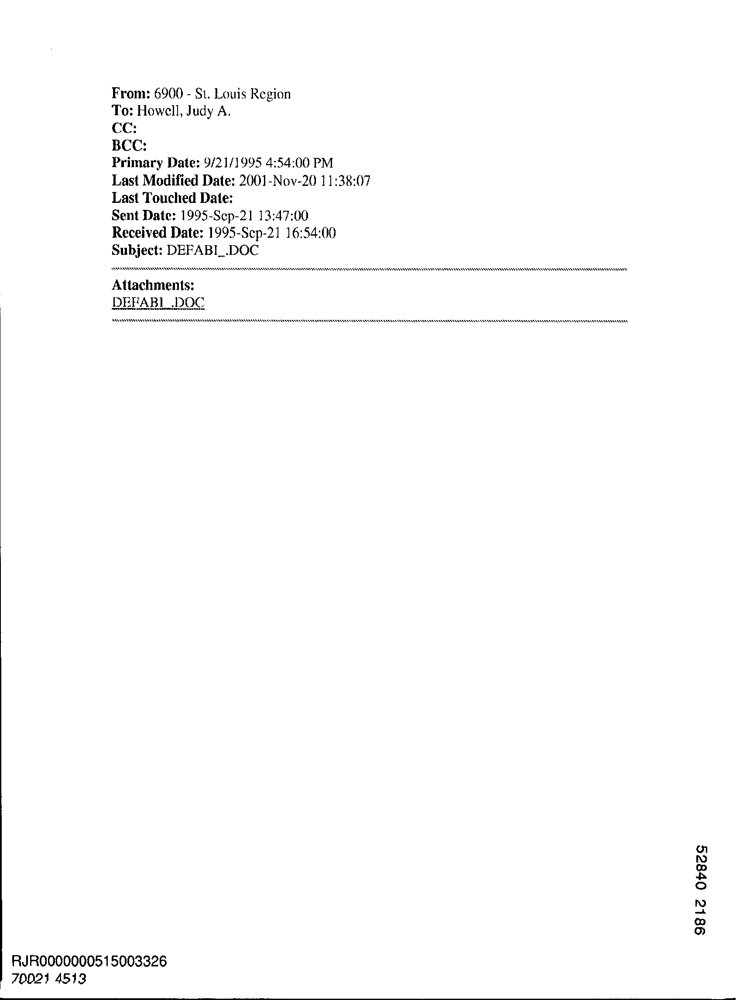 From: 6900 - St. Louis Region
To: Howell, Judy A.
CC:
BCC:
Primary Date: 9/21/1995 4:54:00 PM
Last Modified Date: 2001-Nov-20 11:38:07
Last Touched Date:
Sent Date: 1995-Sep-21 13:47:00
Received Date: 1995-Sep-21 16:54:00
Subject: DEFABI_.DOC
Attachments:
DEFABI_.DOC
52840 2186
RJR0000000515003326
70021 4513